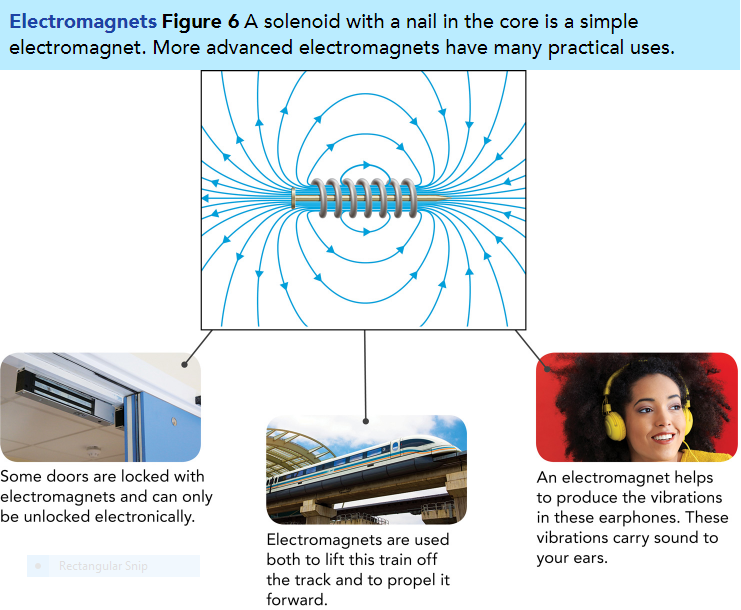 Electromagnets Figure 6 A solenoid with a nail in the core is a simple
electromagnet. More advanced electromagnets have many practical uses.
Some doors are locked with
electromagnets and can only
be unlocked electronically.
Electromagnets are used
both to lift this train off
the track and to propel it
forward.
An electromagnet helps
to produce the vibrations
in these earphones. These
vibrations carry sound to
your ears.
Rectangular Snip